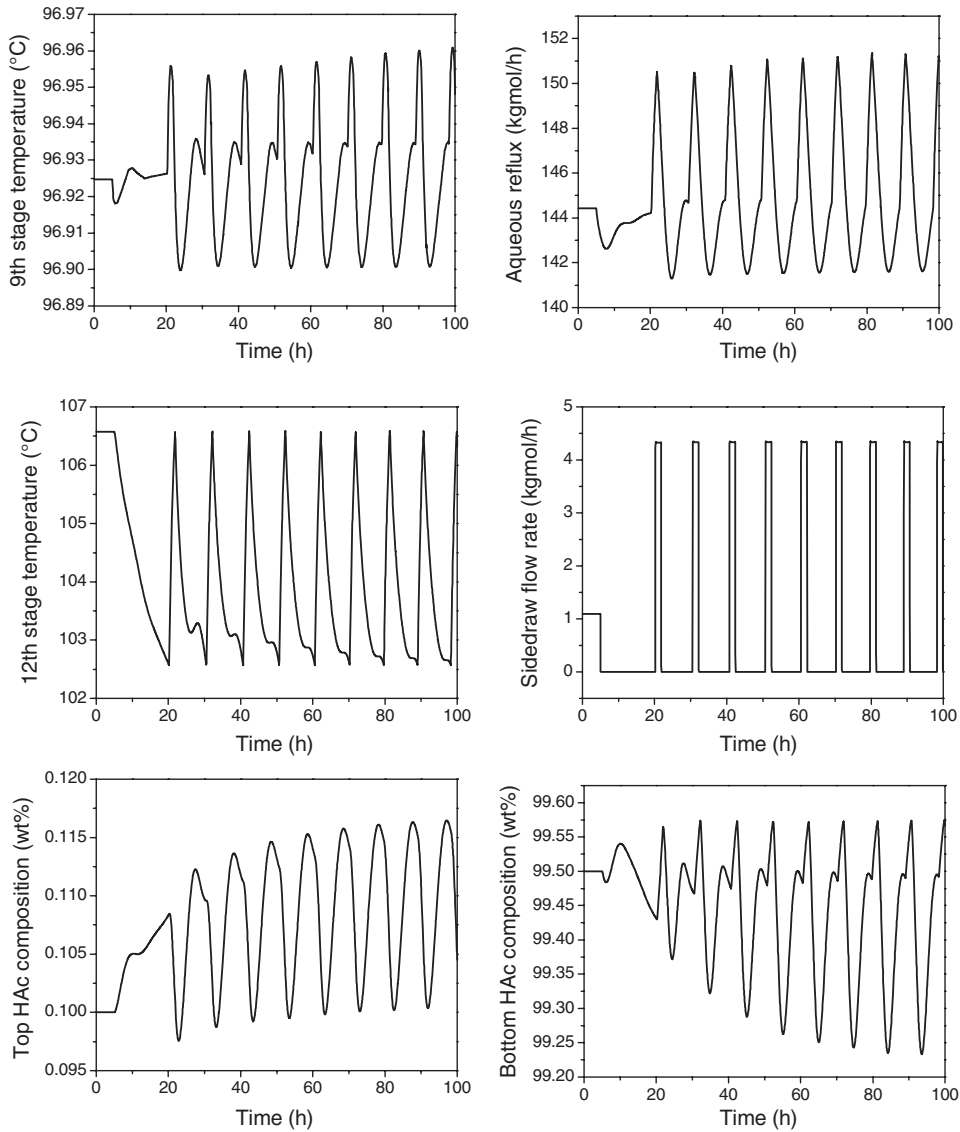 9th stage temperature (°C)
96.97
96.96
96.95
96.94
96.93
96.92
96.91
96.90
96.89
0 20 40 60 80 100
Time (h)
Aqueous reflux (kgmol/h)
152
150
148
146
144
142
140
0 20 40 60 80 100
Time (h)
12th stage temperature (°C)
107
106
105
104
103
102
0 20 40 60 80 100
Time (h)
Sidedraw flow rate (kgmol/h)
5
4
3
2
1
0
0 20 40 60 80 100
Time (h)
Top HAc composition (wt%)
0.120
0.115
0.110
0.105
0.100
0.095
0 20 40 60 80 100
Time (h)
Bottom HAc composition (wt%)
99.60
99.55
99.50
99.45
99.40
99.35
99.30
99.25
99.20
0 20 40 60 80 100
Time (h)